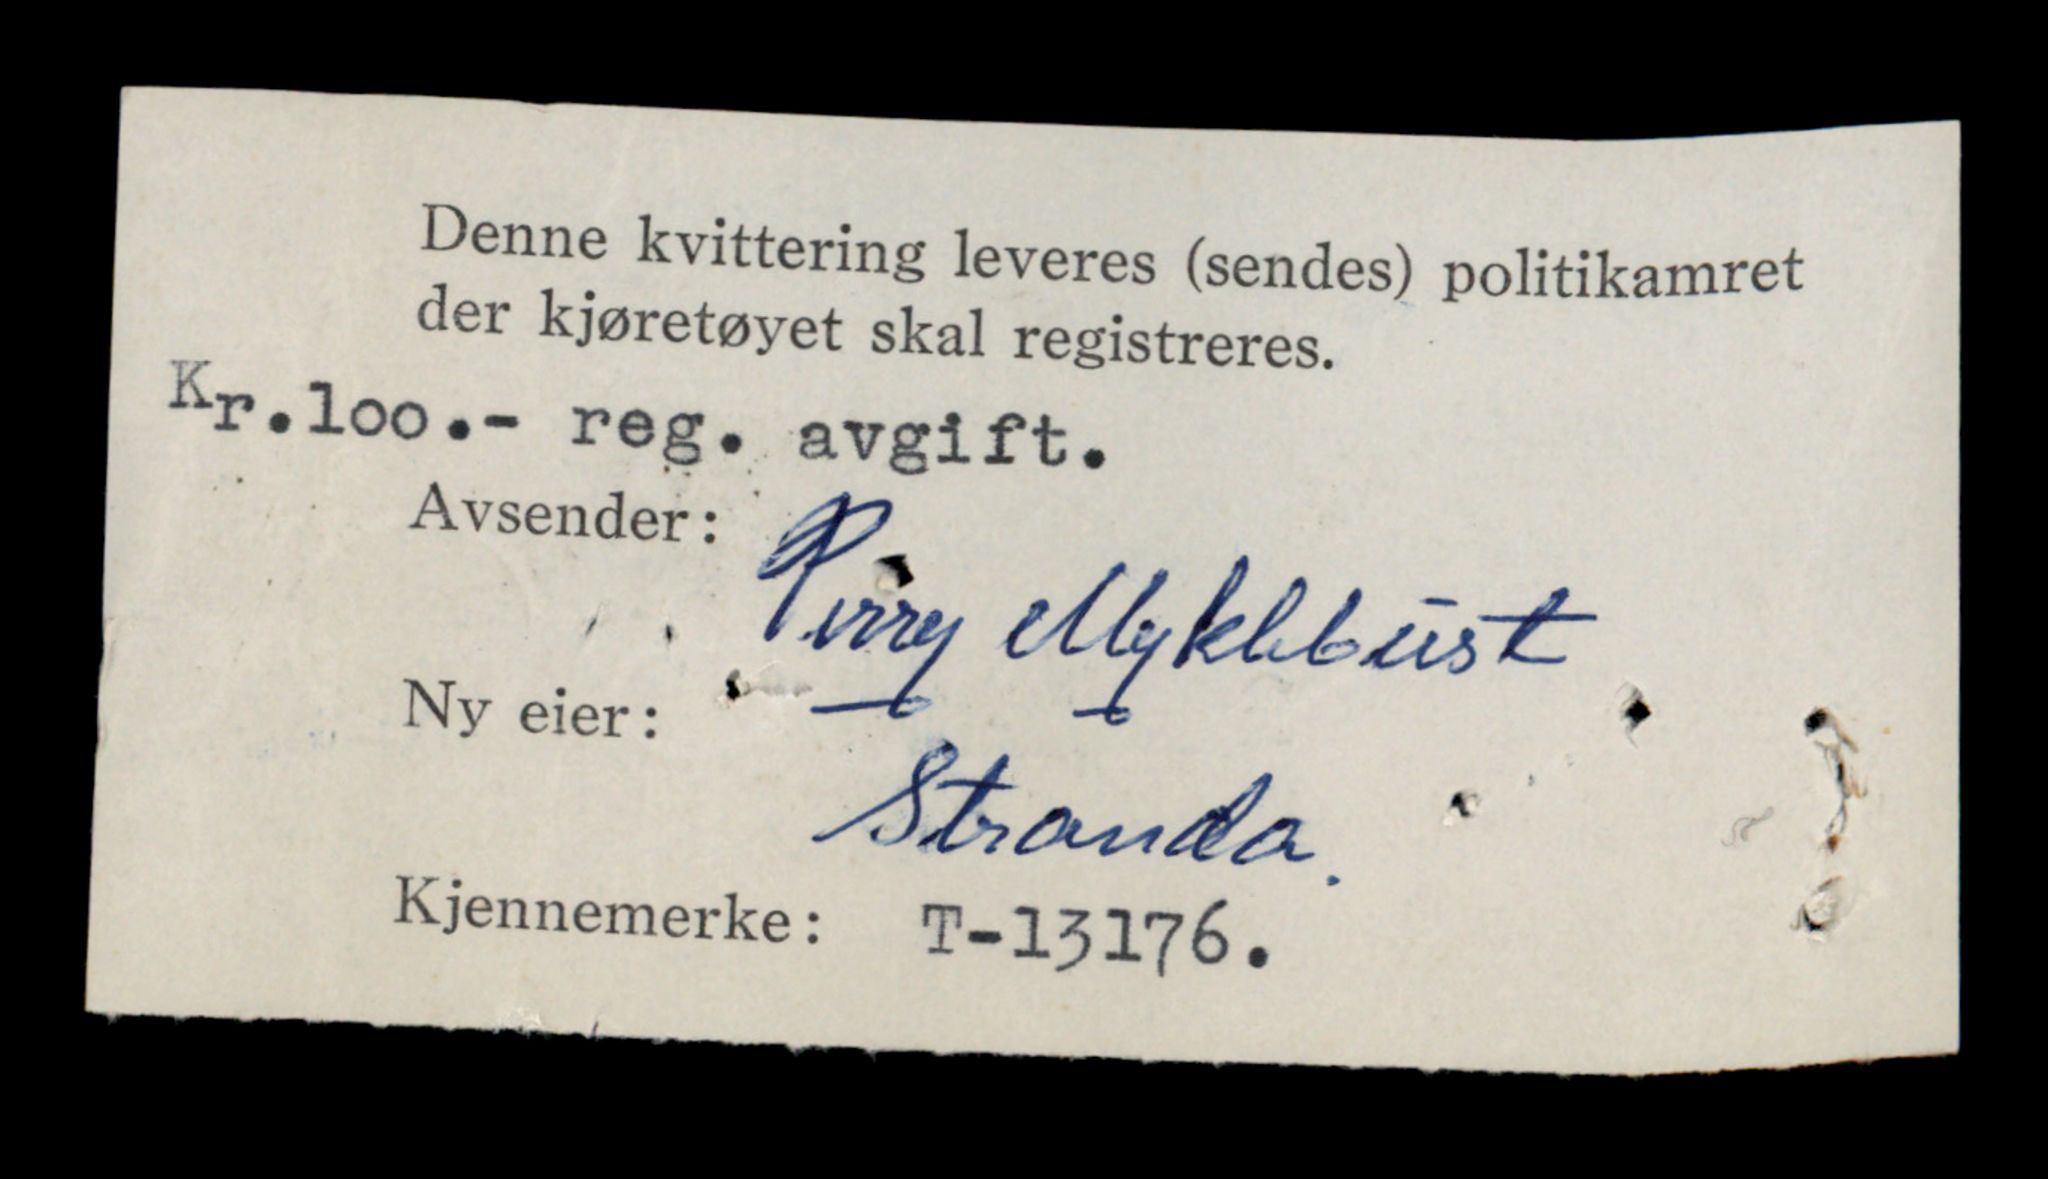 Denne kvittering leveres (sendes) politikamret
der kjøretøyet skal registreres.
Kr.loo.- reg. avgift.
Avsender:
Perry Myklebust
Ny eier:
Stranda.
Kjennemerke: T-13176.